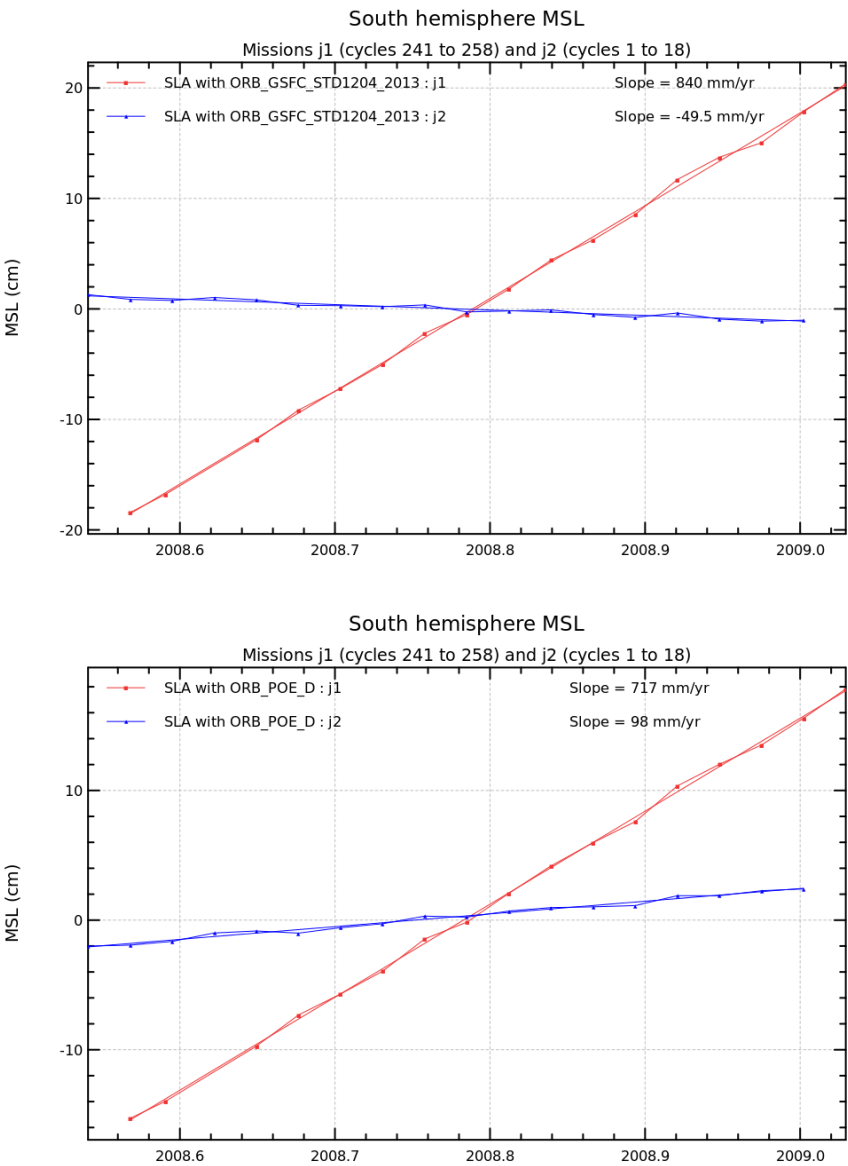 South hemisphere MSL
Missions j1 (cycles 241 to 258) and j2 (cycles 1 to 18)
SLA with ORB_GSFC_STD1204_2013 : j1 Slope = 840 mm/yr
SLA with ORB_GSFC_STD1204_2013 : j2 Slope = -49.5 mm/yr
20
10
0
-10
-20
MSL (cm)
2008.6 2008.7 2008.8 2008.9 2009.0
South hemisphere MSL
Missions j1 (cycles 241 to 258) and j2 (cycles 1 to 18)
SLA with ORB_POE_D : j1 Slope = 717 mm/yr
SLA with ORB_POE_D : j2 Slope = 98 mm/yr
10
0
-10
MSL (cm)
2008.6 2008.7 2008.8 2008.9 2009.0